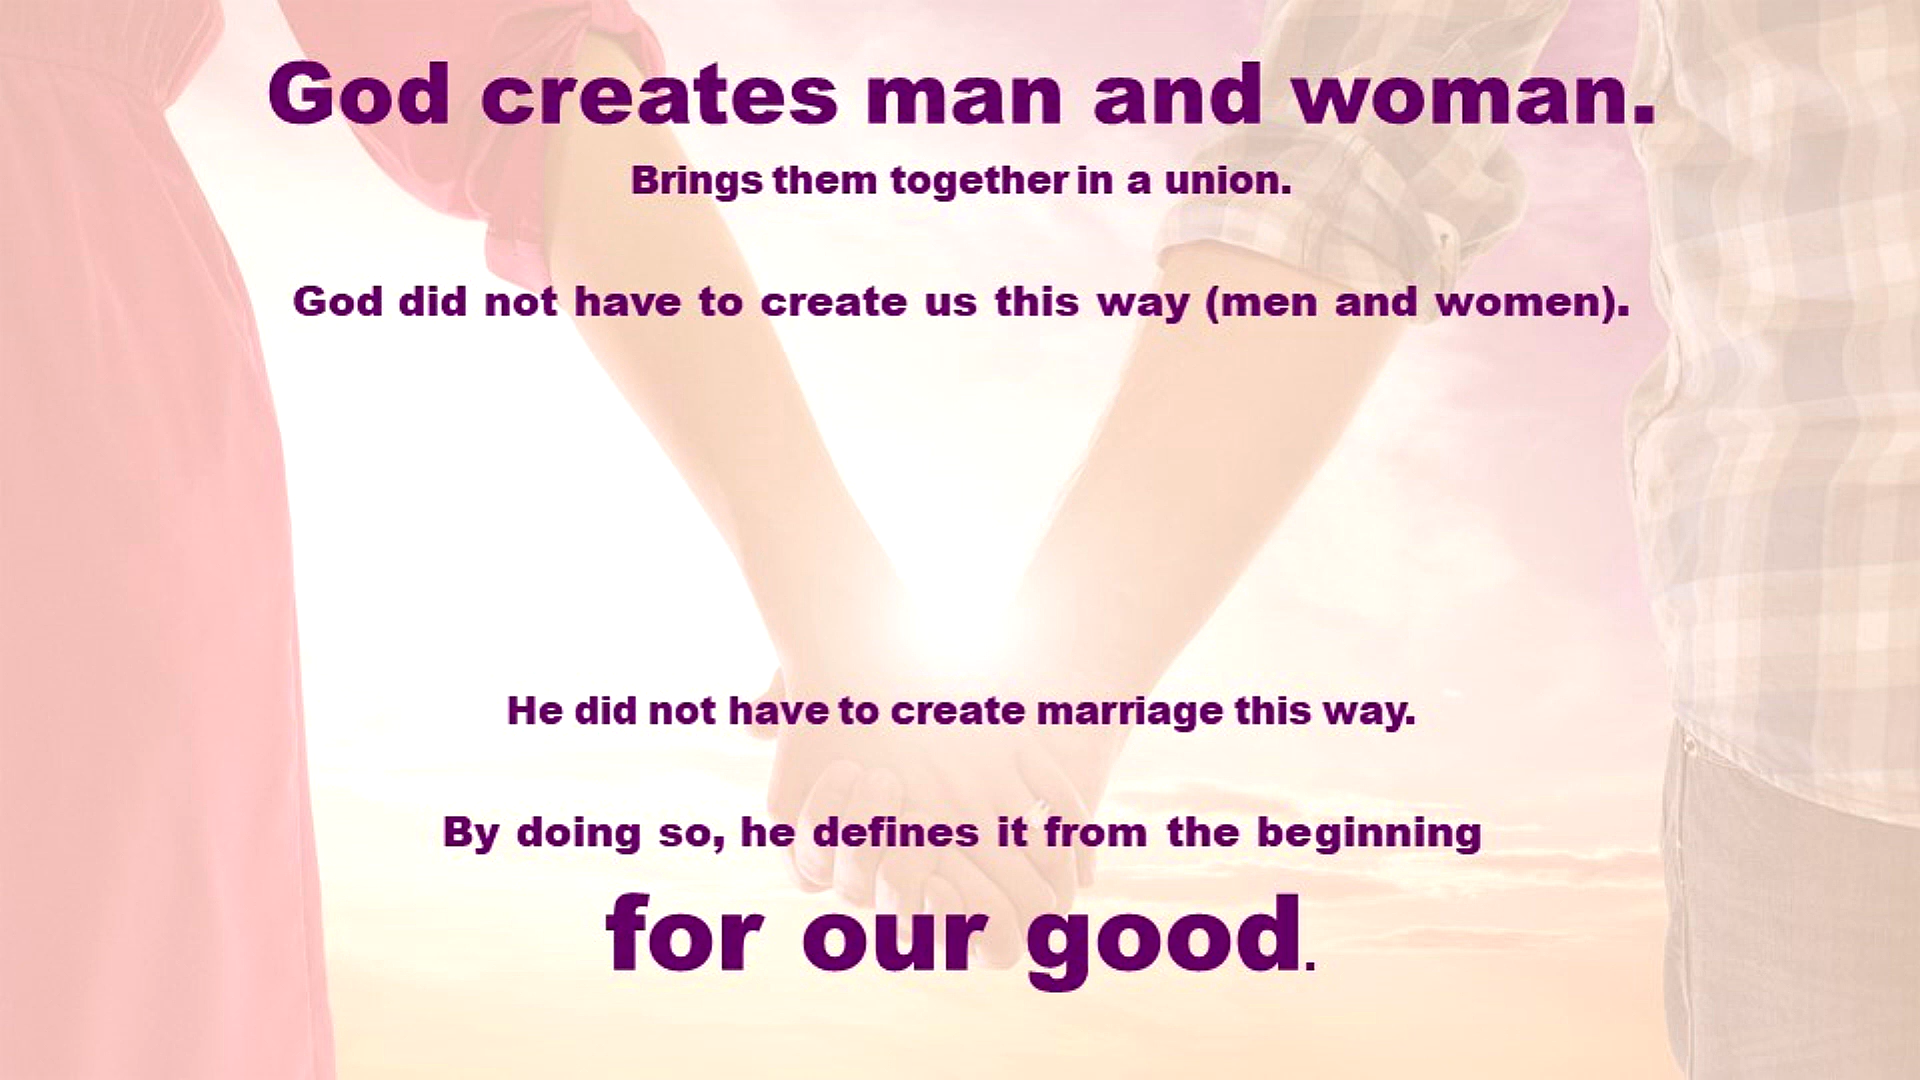 God creates man and woman.
Brings them together in a union.
God did not have to create us this way (men and women).
He did not have to create marriage this way.
By doing so, he defines it from the beginning
for our good.